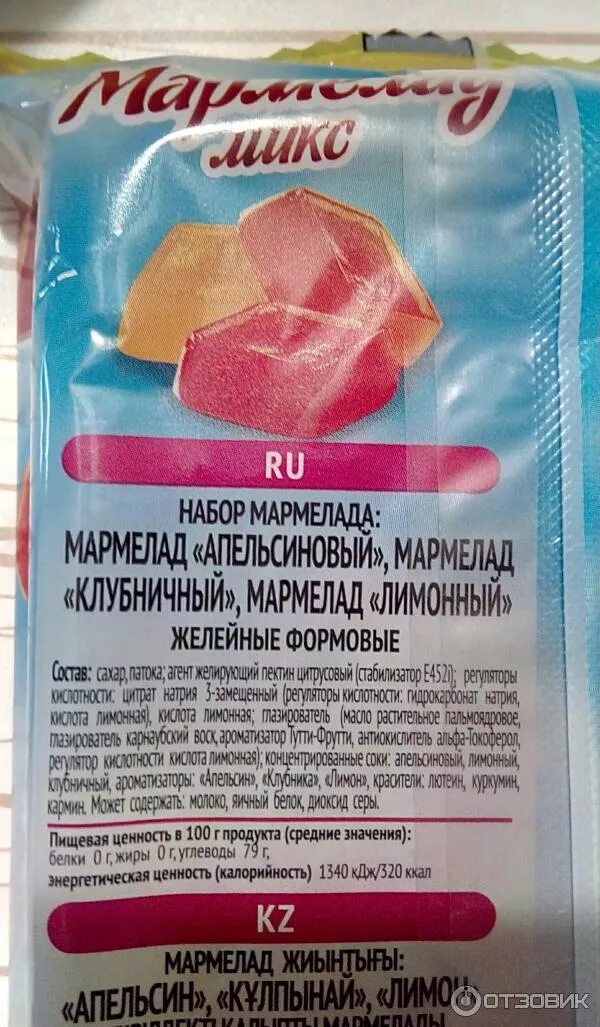 Мармелад
микс
RU
НАБОР МАРМЕЛАДА:
МАРМЕЛАД «АПЕЛЬСИНОВЫЙ», МАРМЕЛАД
«КЛУБНИЧНЫЙ», МАРМЕЛАД «ЛИМОННЫЙ»
ЖЕЛЕЙНЫЕ ФОРМОВЫЕ
Состав: сахар, патока; агент желирующий пектин цитрусовый (стабилизатор Е452i); регуляторы
кислотности: цитрат натрия 3-замещенный (регуляторы кислотности: гидрокарбонат натрия,
кислота лимонная), кислота лимонная; глазирователь (масло растительное пальмоядровое,
глазирователь карнаубский воск, ароматизатор Тутти-Фрутти, антиокислитель альфа-Токоферол,
регулятор кислотности кислота лимонная); концентрированные соки: апельсиновый, лимонный,
клубничный, ароматизаторы: «Апельсин», «Клубника», «Лимон», красители: лютеин, куркумин,
кармин. Может содержать: молоко, яичный белок, диоксид серы.
Пищевая ценность в 100 г продукта (средние значения):
белки 0 г, жиры 0 г, углеводы 79 г,
энергетическая ценность (калорийность) 1340 кДж/320 ккал
KZ
МАРМЕЛАД ЖИЫНТЫҒЫ:
«АПЕЛЬСИН», «ҚҰЛПЫНАЙ», «ЛИМОН»
ҚАЛЫПТЫ МАРМЕЛАДЫ
ОТЗОВИК